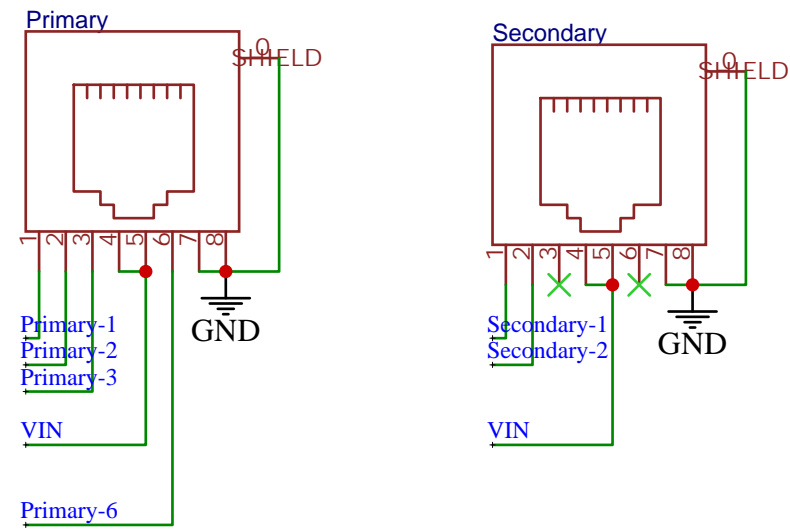 Primary
0
SHIELD
1 2 3 4 5 6 7 8
Primary-1
Primary-2
Primary-3
VIN
Primary-6
GND
Secondary
0
SHIELD
1 2 3 4 5 6 7 8
Secondary-1
Secondary-2
VIN
GND